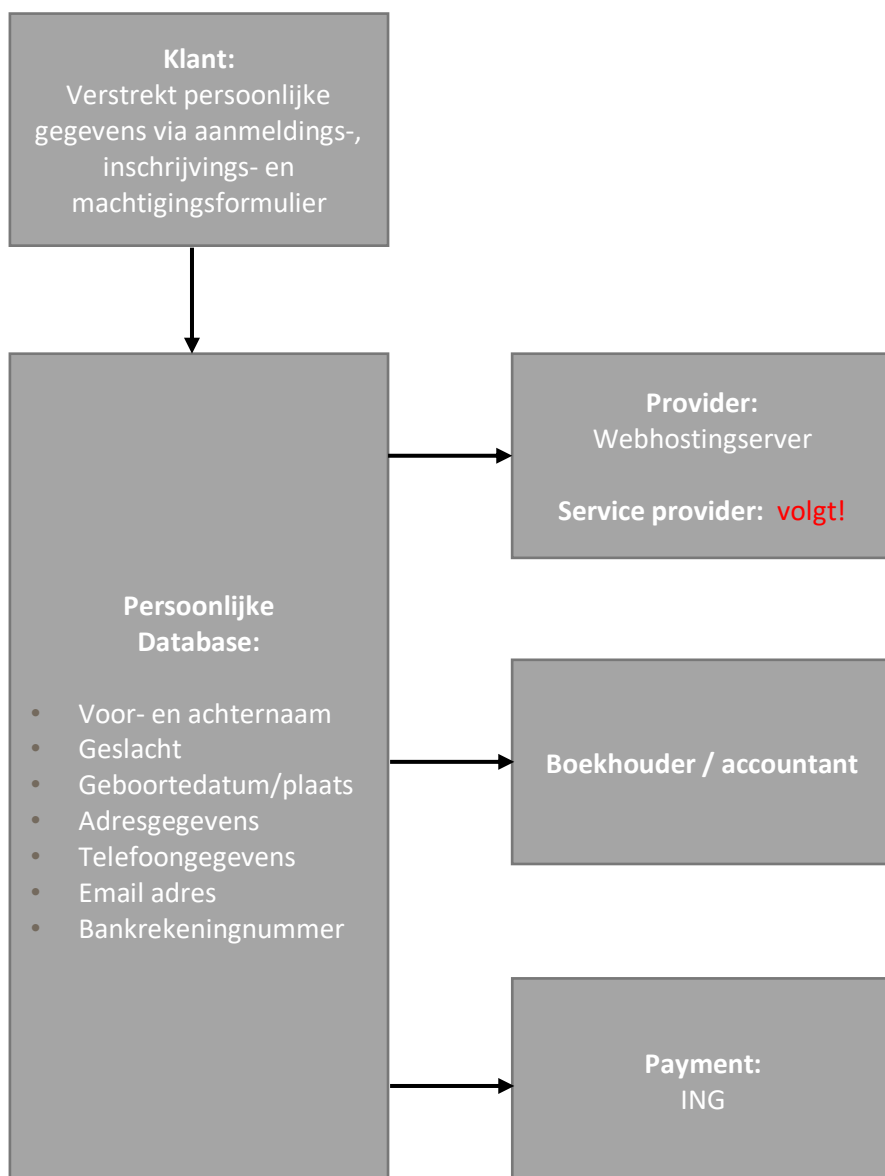 Klant:
Verstrekt persoonlijke
gegevens via aanmeldings-,
inschrijvings- en
machtigingsformulier
Persoonlijke
Database:
• Voor- en achternaam
• Geslacht
• Geboortedatum/plaats
• Adresgegevens
• Telefoongegevens
• Email adres
• Bankrekeningnummer
Provider:
Webhostingserver
Service provider: volgt!
Boekhouder / accountant
Payment:
ING